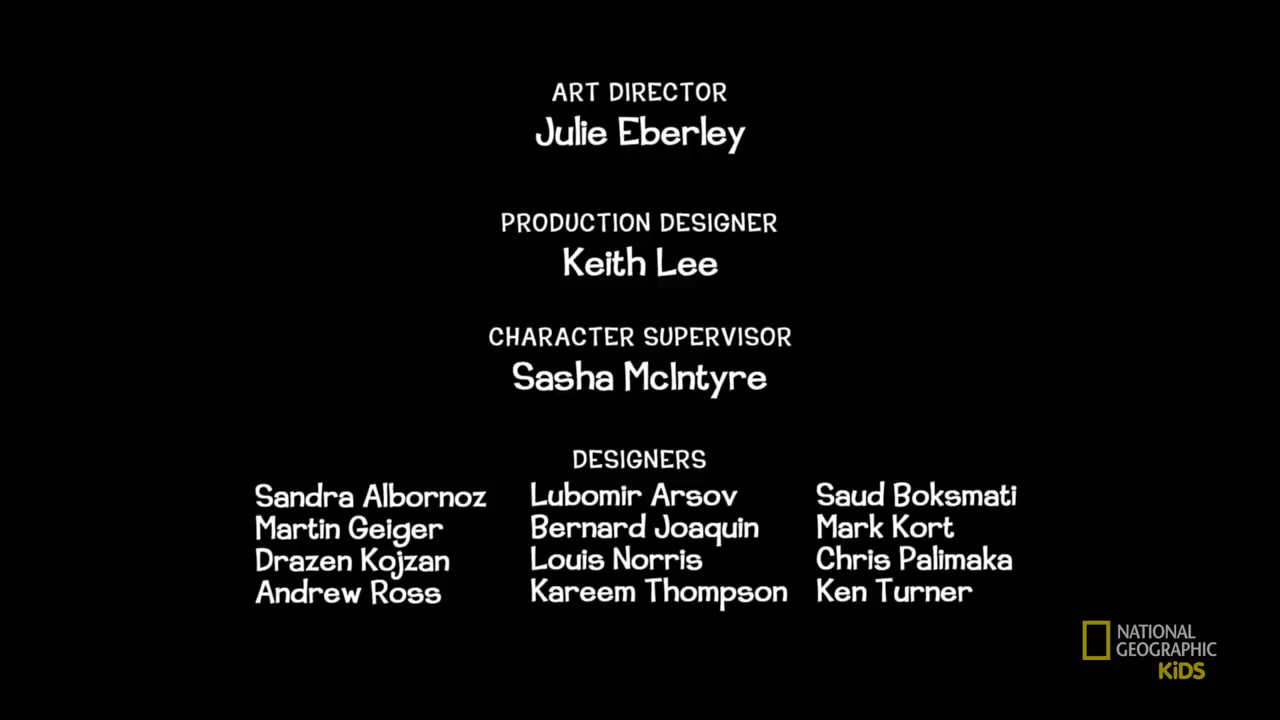 ART DIRECTOR
Julie Eberley
PRODUCTION DESIGNER
Keith Lee
CHARACTER SUPERVISOR
Sasha McIntyre
DESIGNERS
Sandra Albornoz Lubomir Arsov Saud Boksmati
Martin Geiger Bernard Joaquin Mark Kort
Drazen Kojzan Louis Norris Chris Palimaka
Andrew Ross Kareem Thompson Ken Turner
NATIONAL
GEOGRAPHIC
KiDS